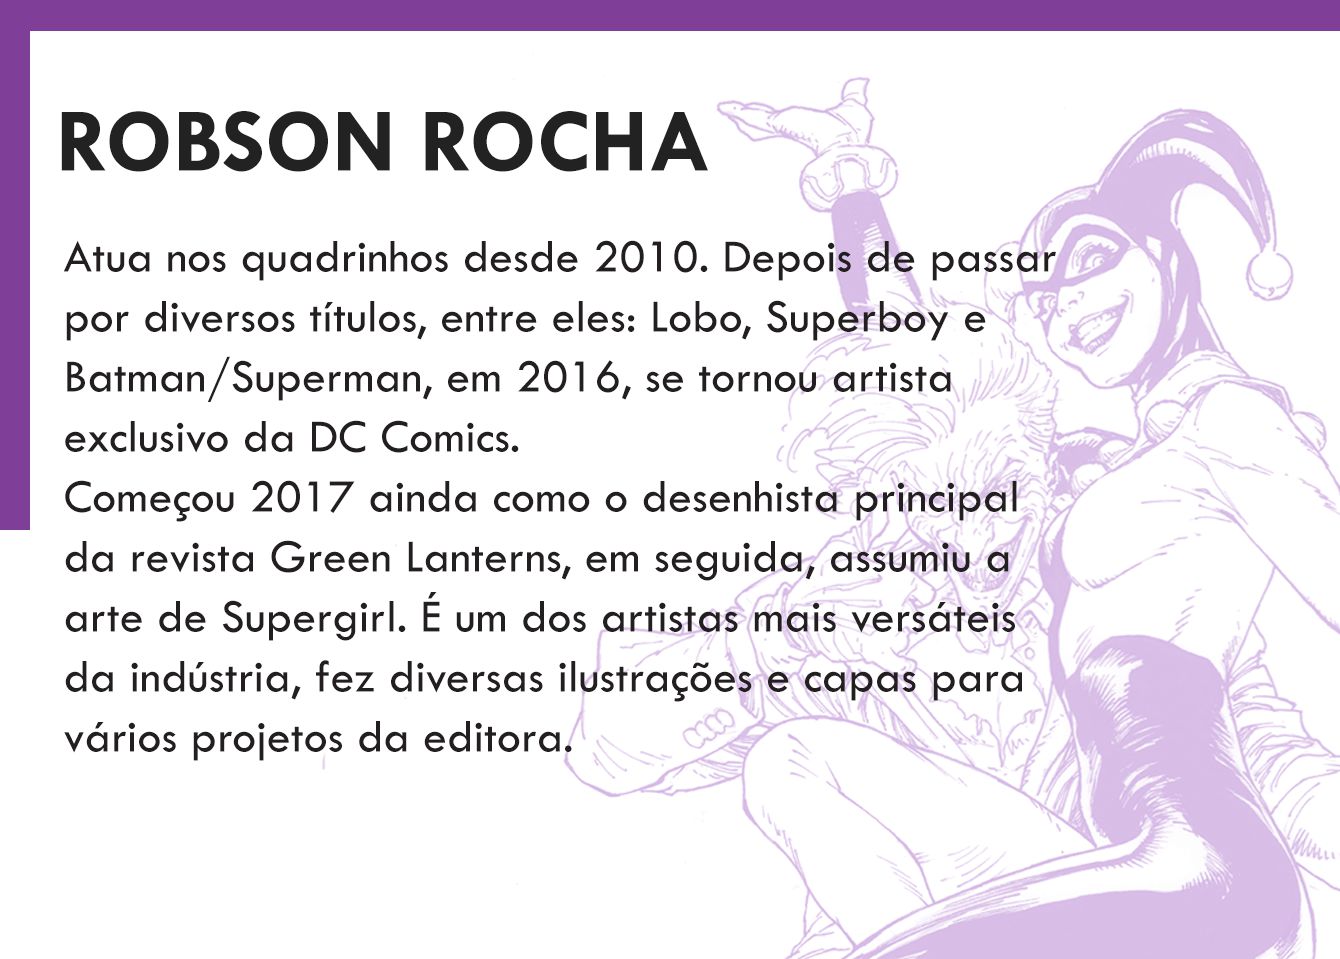 ROBSON ROCHA
Atua nos quadrinhos desde 2010. Depois de passar
por diversos títulos, entre eles: Lobo, Superboy e
Batman/Superman, em 2016, se tornou artista
exclusivo da DC Comics.
Começou 2017 ainda como o desenhista principal
da revista Green Lanterns, em seguida, assumiu a
arte de Supergirl. É um dos artistas mais versáteis
da indústria, fez diversas ilustrações e capas para
vários projetos da editora.